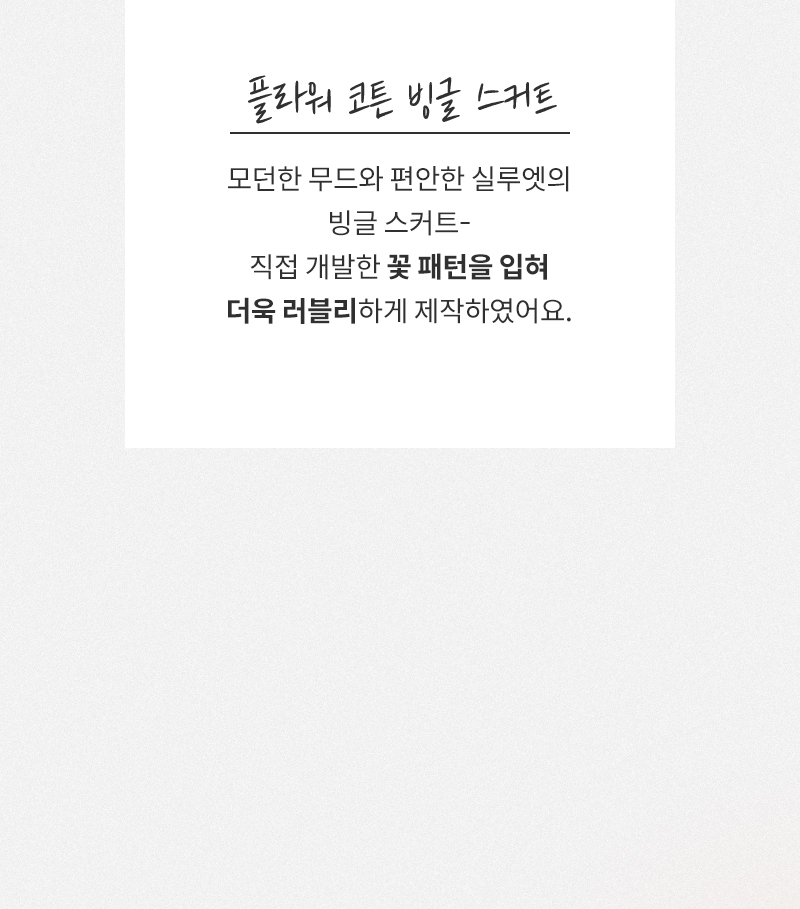 플라워 코튼 빙글 스커트
모던한 무드와 편안한 실루엣의
빙글 스커트-
직접 개발한 꽃 패턴을 입혀
더욱 러블리하게 제작하였어요.